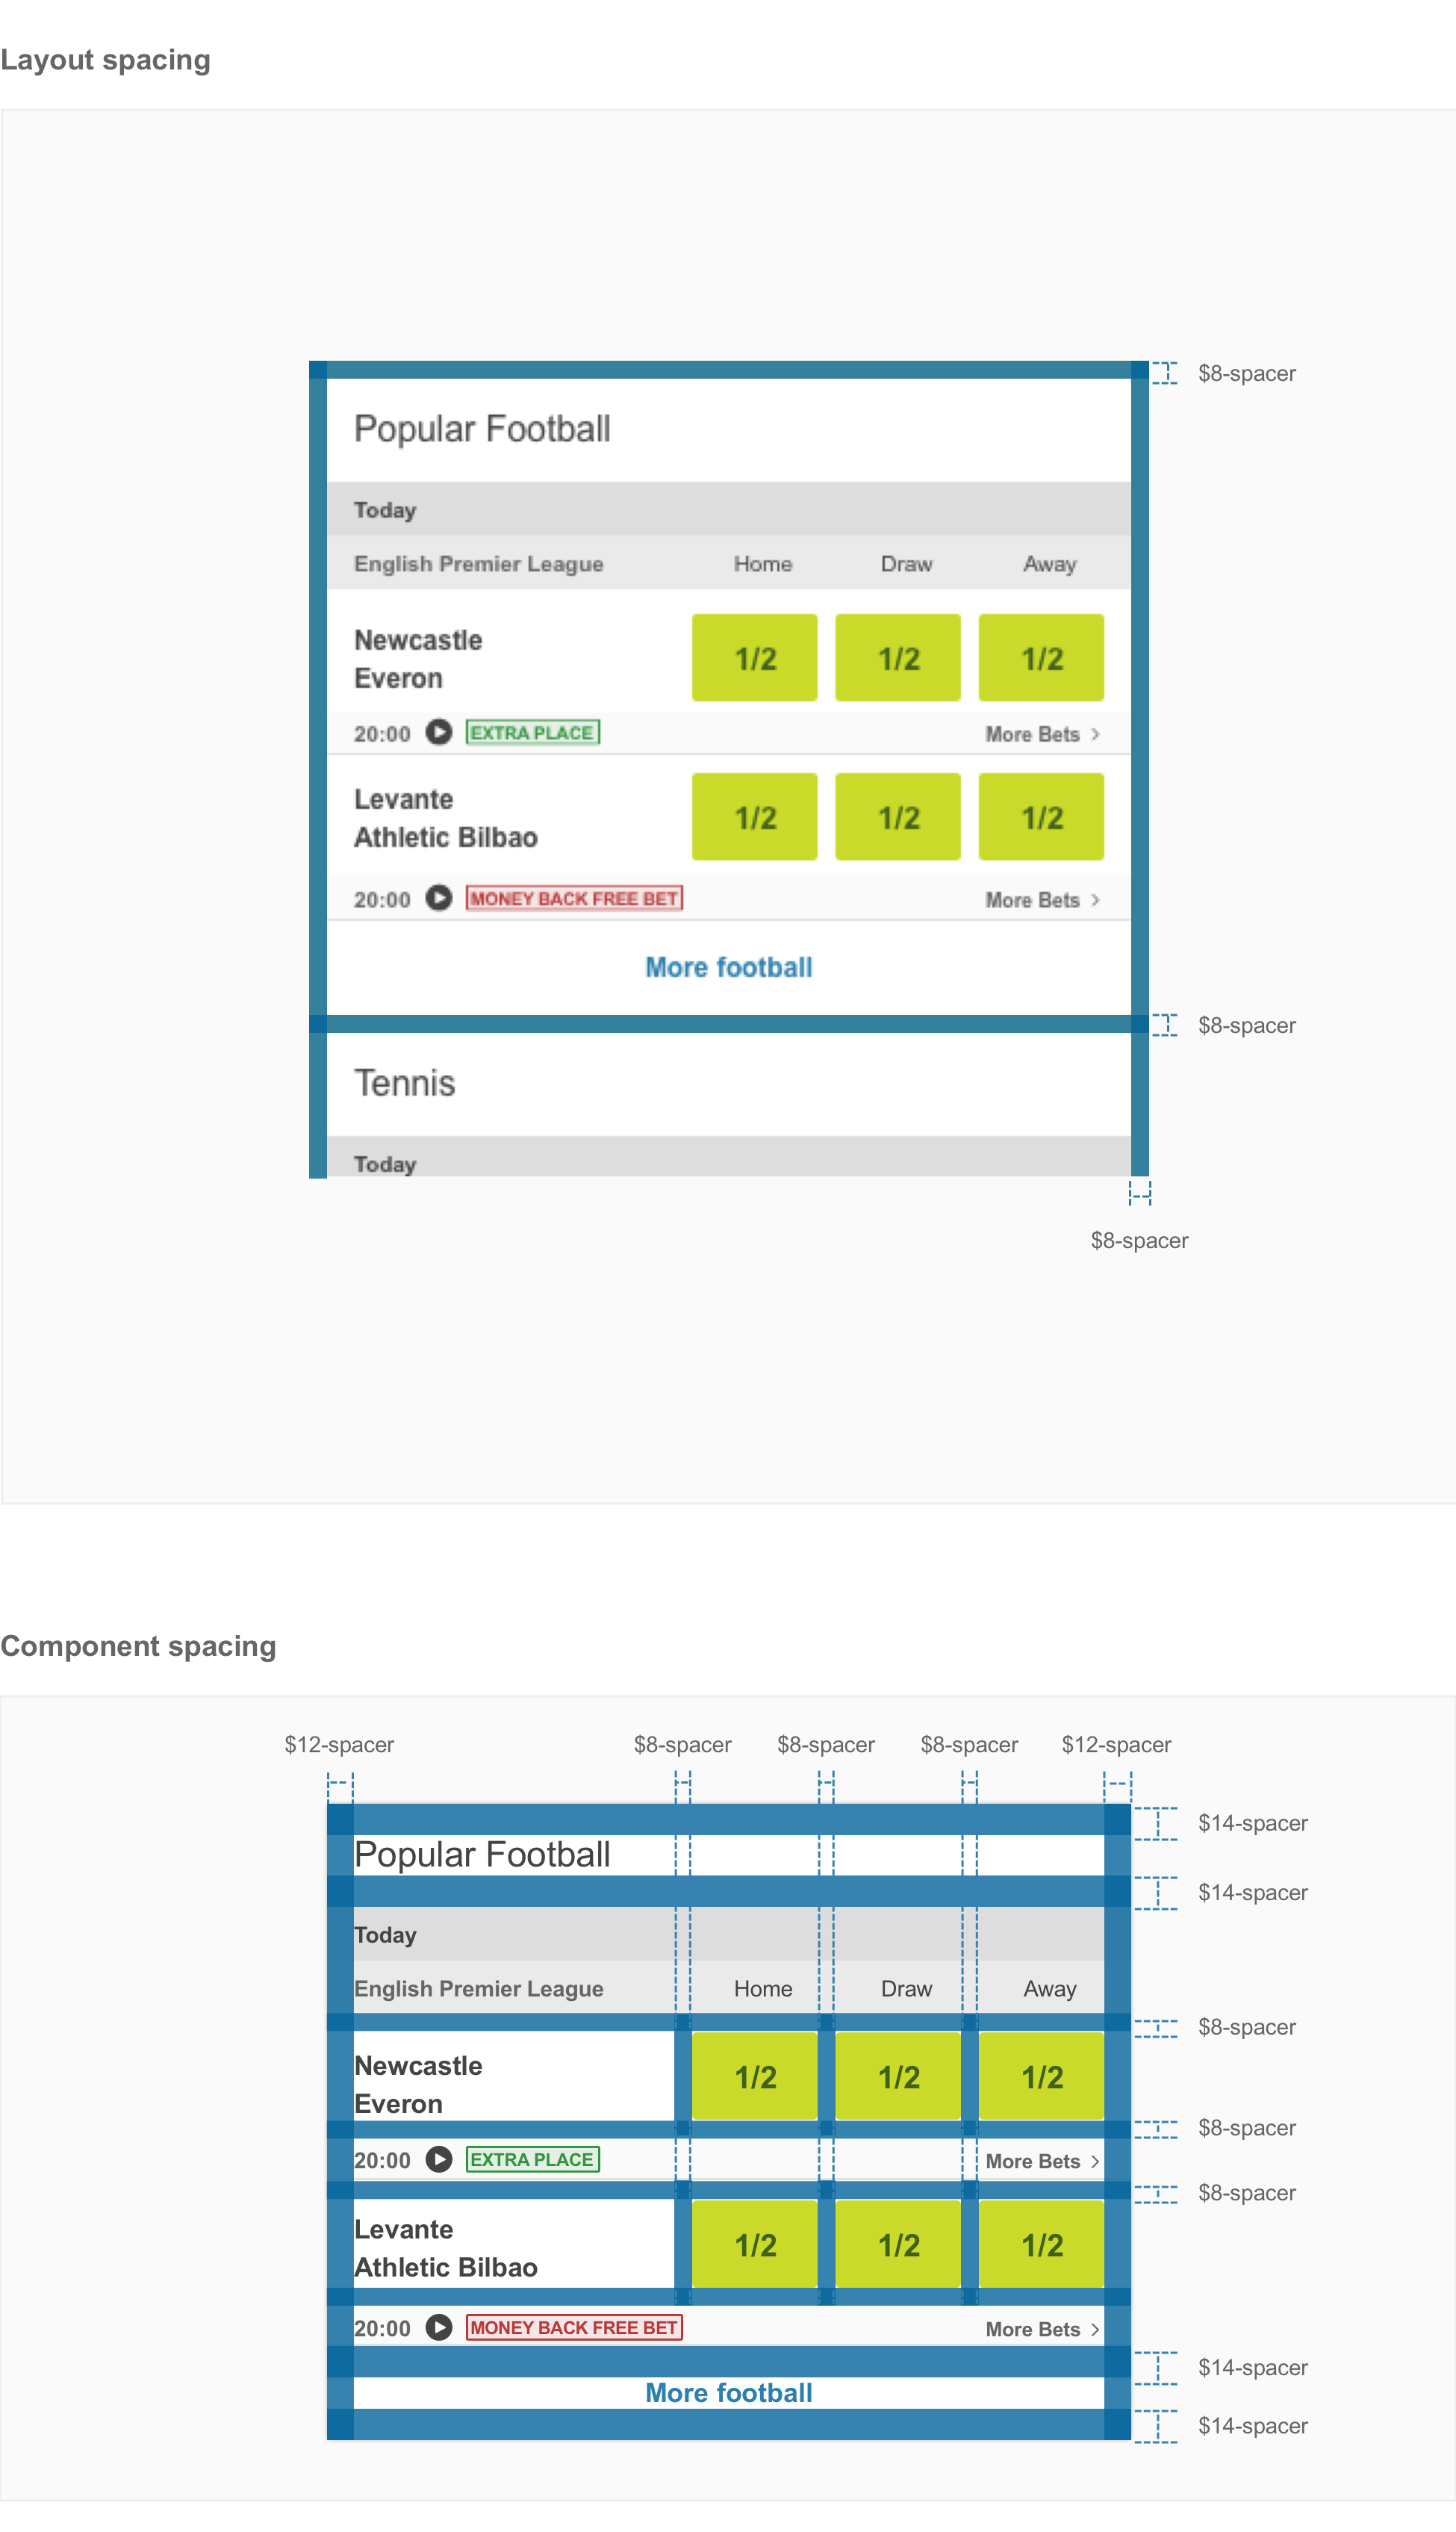 Layout spacing
$8-spacer
Popular Football
Today
English Premier League Home Draw Away
Newcastle
Everon
1/2 1/2 1/2
20:00 EXTRA PLACE More Bets
Levante
Athletic Bilbao
1/2 1/2 1/2
20:00 MONEY BACK FREE BET More Bets
More football
$8-spacer
Tennis
Today
$8-spacer
Component spacing
$12-spacer $8-spacer $8-spacer $8-spacer $12-spacer
$14-spacer
Popular Football
$14-spacer
Today
English Premier League Home Draw Away
$8-spacer
Newcastle
Everon
1/2 1/2 1/2
$8-spacer
20:00 EXTRA PLACE More Bets
$8-spacer
Levante
Athletic Bilbao
1/2 1/2 1/2
20:00 MONEY BACK FREE BET More Bets
$14-spacer
More football
$14-spacer